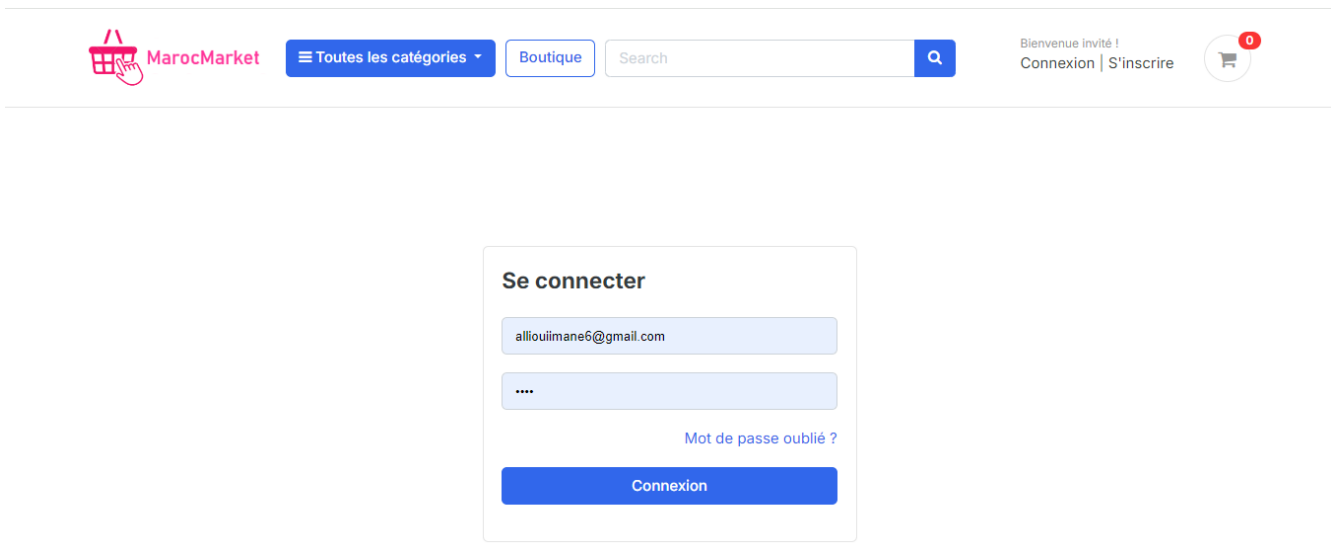 MarocMarket
Toutes les catégories
Boutique
Search
Bienvenue invité !
Connexion | S'inscrire
0
Se connecter
alliouiimane6@gmail.com
••••
Mot de passe oublié ?
Connexion